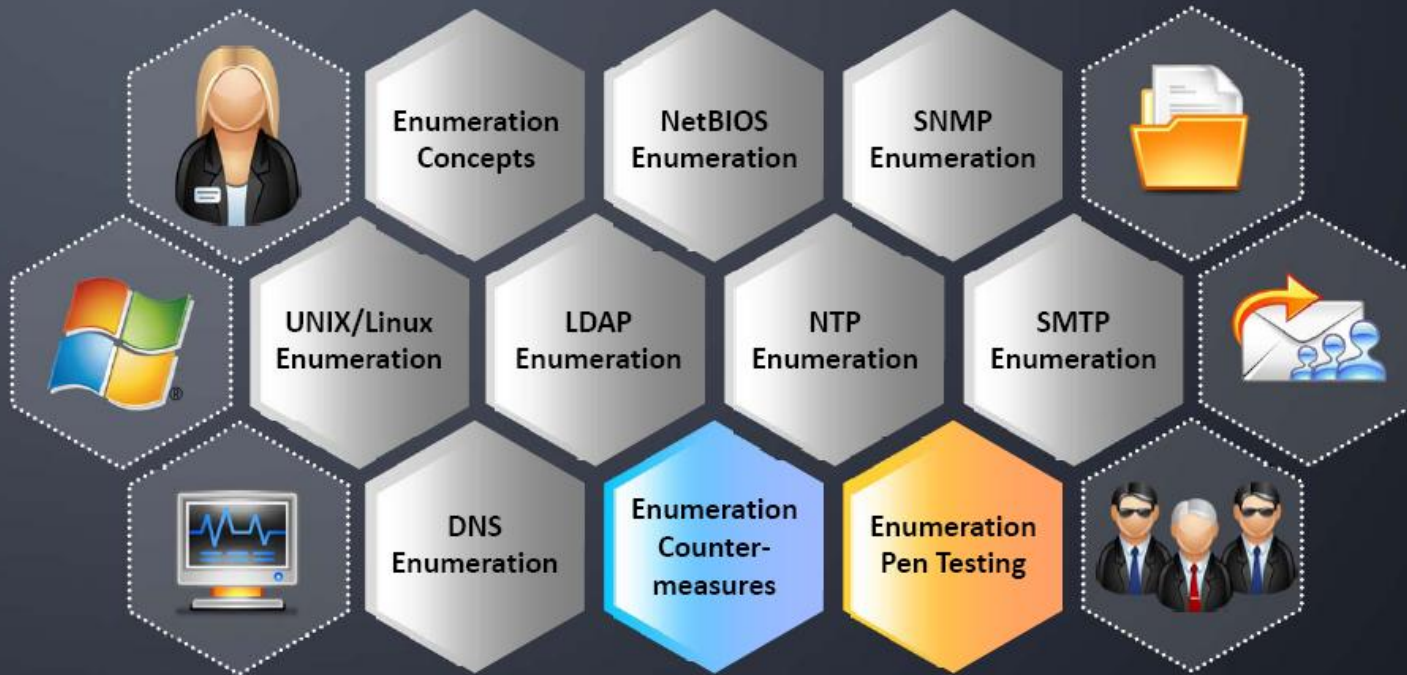 Enumeration
Concepts
NetBIOS
Enumeration
SNMP
Enumeration
UNIX/Linux
Enumeration
LDAP
Enumeration
NTP
Enumeration
SMTP
Enumeration
DNS
Enumeration
Enumeration
Counter-
measures
Enumeration
Pen Testing
®